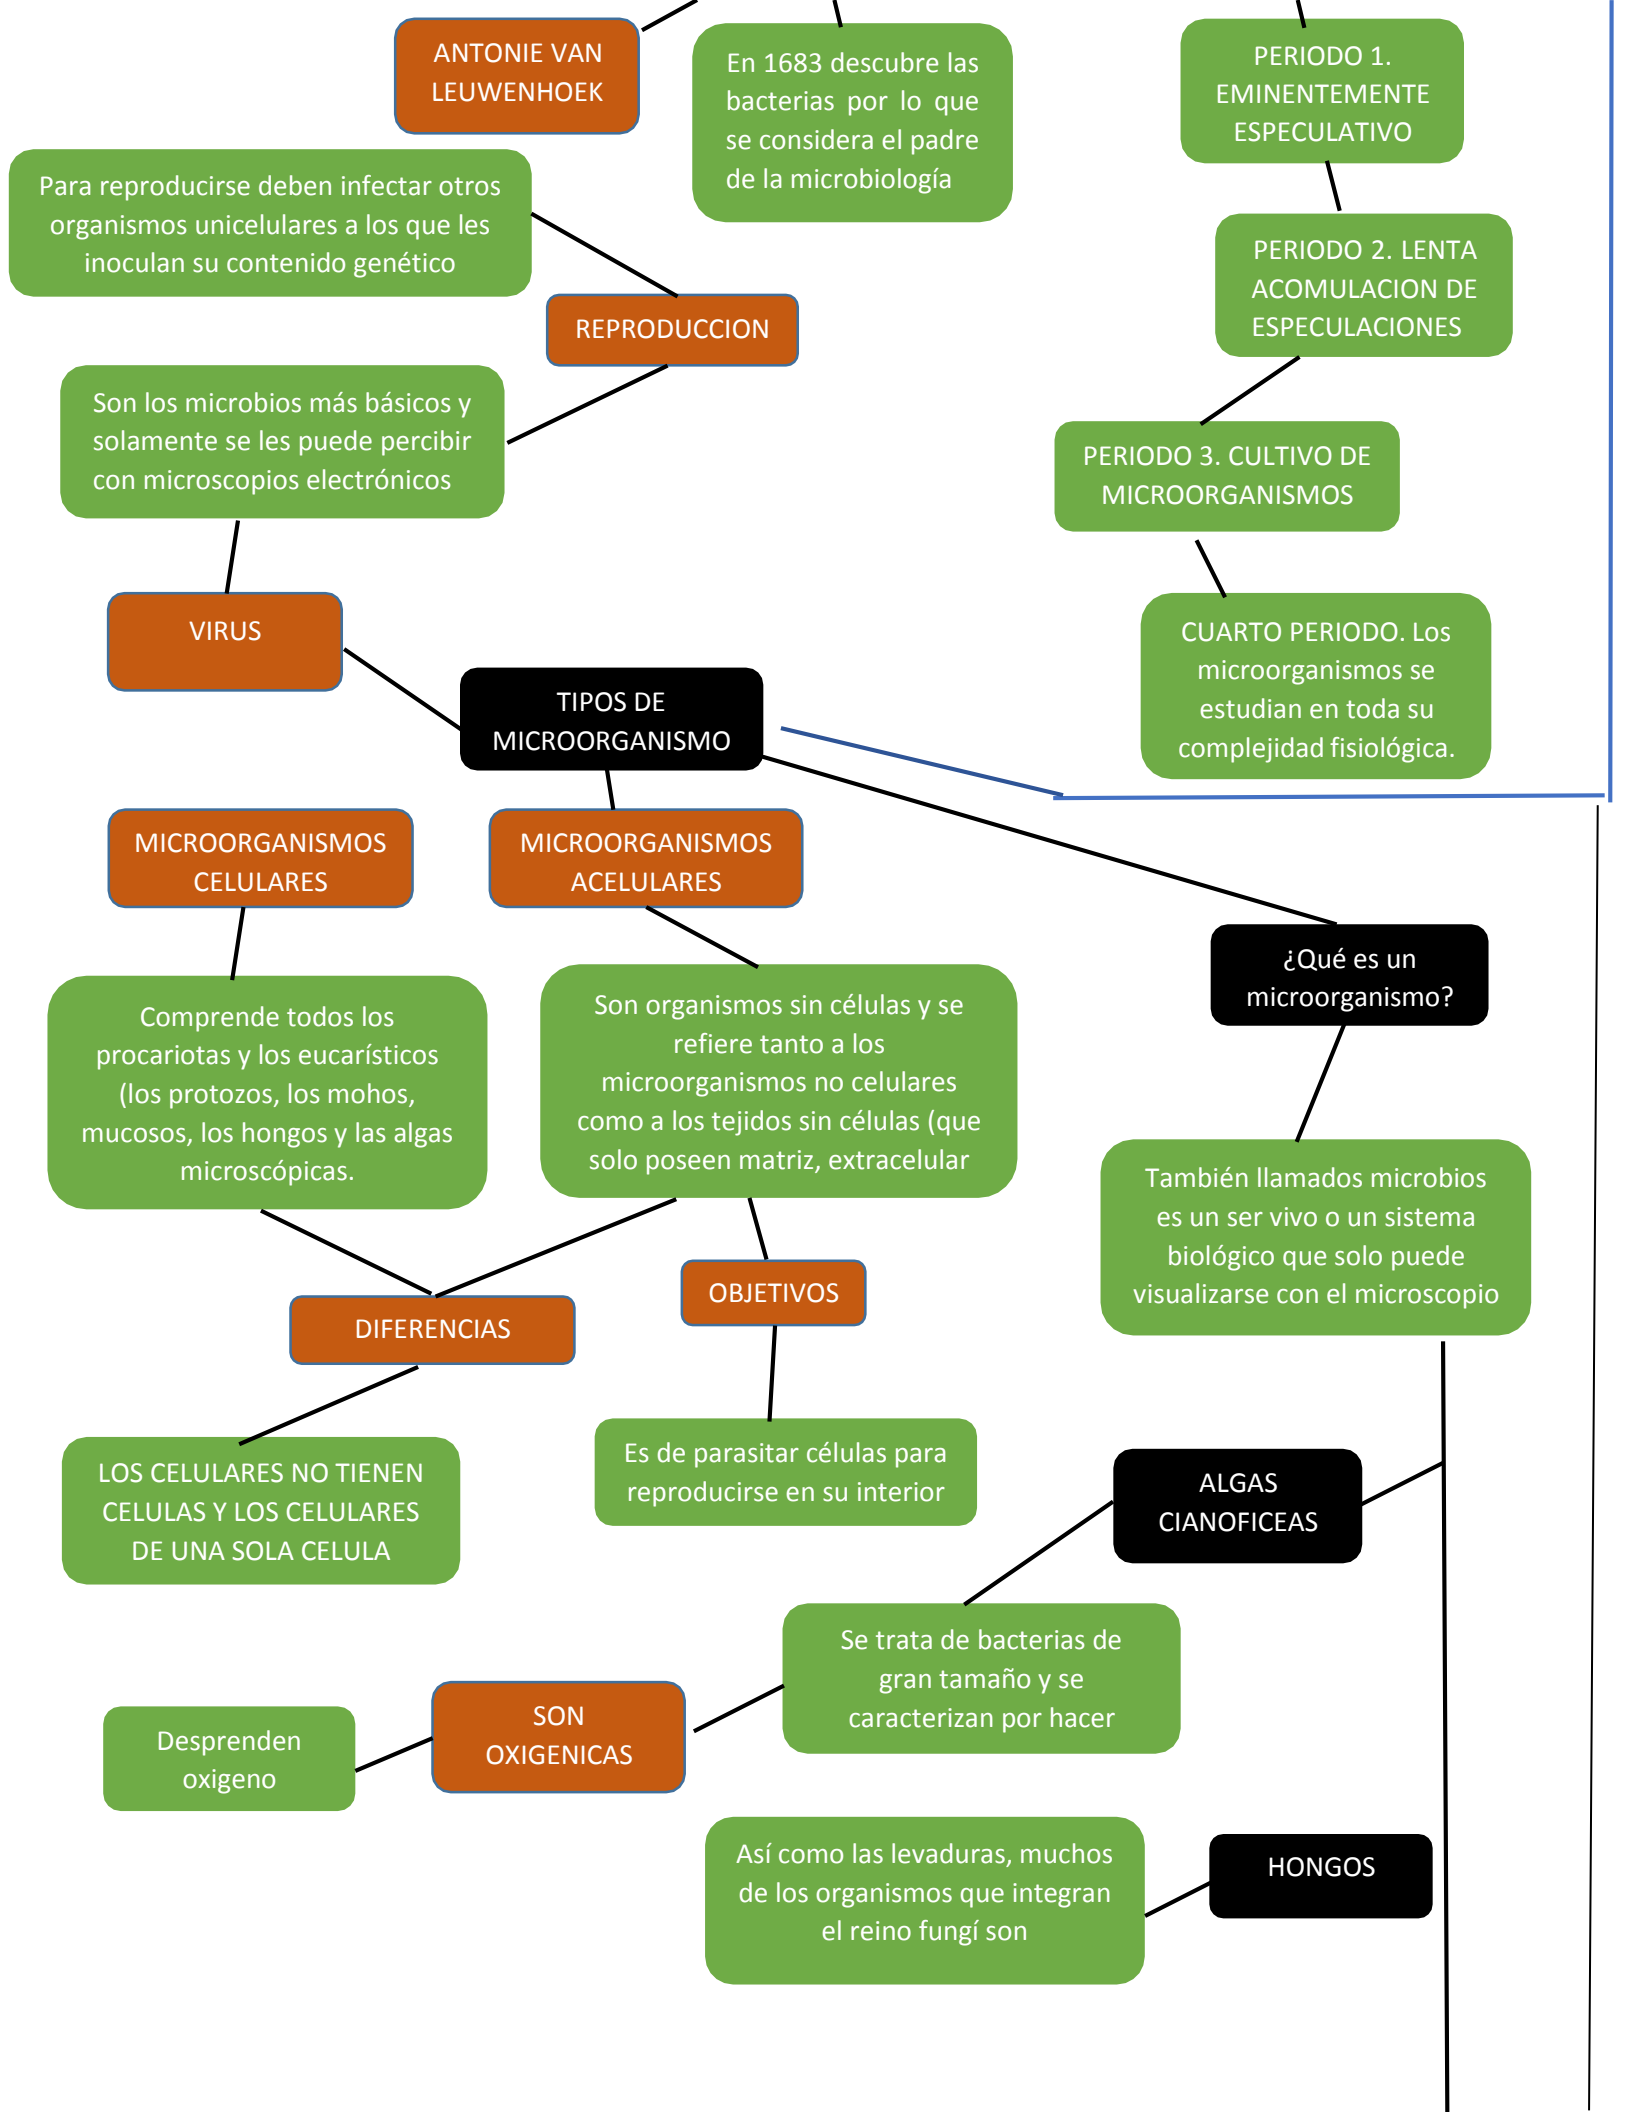 ANTONIE VAN
LEUWENHOEK
En 1683 descubre las
bacterias por lo que
se considera el padre
de la microbiología
PERIODO 1.
EMINENTEMENTE
ESPECULATIVO
Para reproducirse deben infectar otros
organismos unicelulares a los que les
inoculan su contenido genético
PERIODO 2. LENTA
ACOMULACION DE
ESPECULACIONES
REPRODUCCION
Son los microbios más básicos y
solamente se les puede percibir
con microscopios electrónicos
PERIODO 3. CULTIVO DE
MICROORGANISMOS
VIRUS
CUARTO PERIODO. Los
microorganismos se
estudian en toda su
complejidad fisiológica.
TIPOS DE
MICROORGANISMO
MICROORGANISMOS
CELULARES
MICROORGANISMOS
ACELULARES
¿Qué es un
microorganismo?
Comprende todos los
procariotas y los eucarísticos
(los protozos, los mohos,
mucosos, los hongos y las algas
microscópicas.
Son organismos sin células y se
refiere tanto a los
microorganismos no celulares
como a los tejidos sin células (que
solo poseen matriz, extracelular
También llamados microbios
es un ser vivo o un sistema
biológico que solo puede
visualizarse con el microscopio
OBJETIVOS
DIFERENCIAS
Es de parasitar células para
reproducirse en su interior
LOS CELULARES NO TIENEN
CELULAS Y LOS CELULARES
DE UNA SOLA CELULA
ALGAS
CIANOFICEAS
Se trata de bacterias de
gran tamaño y se
caracterizan por hacer
SON
OXIGENICAS
Desprenden
oxigeno
Así como las levaduras, muchos
de los organismos que integran
el reino fungí son
HONGOS